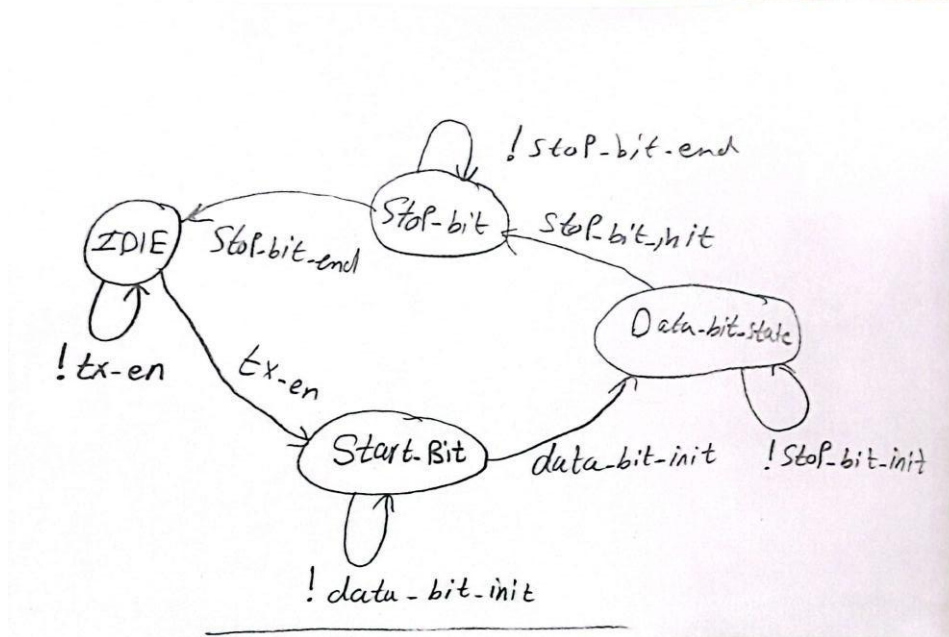 ! stop-bit-end
Stop-bit
IDIE
Stop-bit-end
stop-bit-init
Data-bit-state
! tx-en
tx-en
Start-Bit
data-bit-init
! Stop-bit-init
! data-bit-init